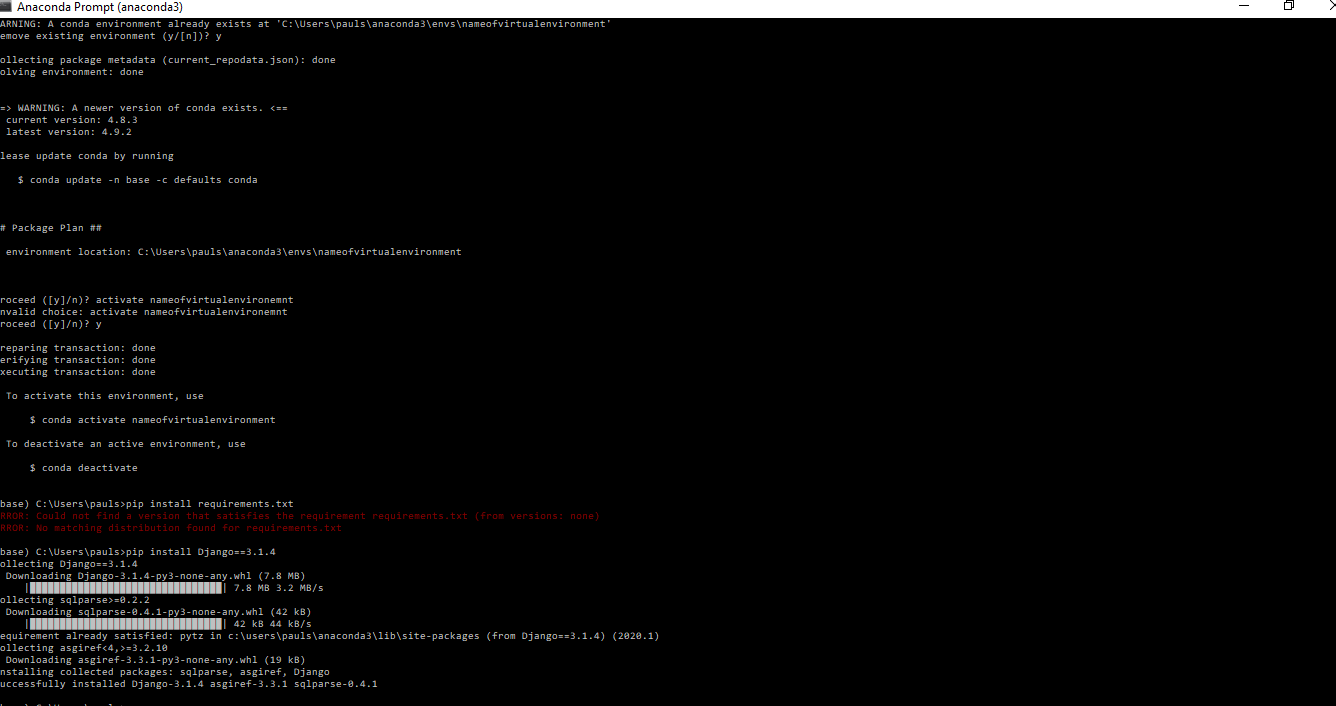 Anaconda Prompt (anaconda3)
ARNING: A conda environment already exists at 'C:\Users\pauls\anaconda3\envs\nameofvirtualenvironment'
emove existing environment (y/[n])? y
ollecting package metadata (current_repodata.json): done
olving environment: done
=> WARNING: A newer version of conda exists. <==
current version: 4.8.3
latest version: 4.9.2
lease update conda by running
$ conda update -n base -c defaults conda
# Package Plan ##
environment location: C:\Users\pauls\anaconda3\envs\nameofvirtualenvironment
roceed ([y]/n)? activate nameofvirtualenvironemnt
nvalid choice: activate nameofvirtualenvironemnt
roceed ([y]/n)? y
reparing transaction: done
erifying transaction: done
xecuting transaction: done
To activate this environment, use
$ conda activate nameofvirtualenvironment
To deactivate an active environment, use
$ conda deactivate
base) C:\Users\pauls>pip install requirements.txt
RROR: Could not find a version that satisfies the requirement requirements.txt (from versions: none)
RROR: No matching distribution found for requirements.txt
base) C:\Users\pauls>pip install Django==3.1.4
ollecting Django==3.1.4
Downloading Django-3.1.4-py3-none-any.whl (7.8 MB)
|████████████████████████████████| 7.8 MB 3.2 MB/s
ollecting sqlparse>=0.2.2
Downloading sqlparse-0.4.1-py3-none-any.whl (42 kB)
|████████████████████████████████| 42 kB 44 kB/s
equirement already satisfied: pytz in c:\users\pauls\anaconda3\lib\site-packages (from Django==3.1.4) (2020.1)
ollecting asgiref<4,>=3.2.10
Downloading asgiref-3.3.1-py3-none-any.whl (19 kB)
nstalling collected packages: sqlparse, asgiref, Django
uccessfully installed Django-3.1.4 asgiref-3.3.1 sqlparse-0.4.1